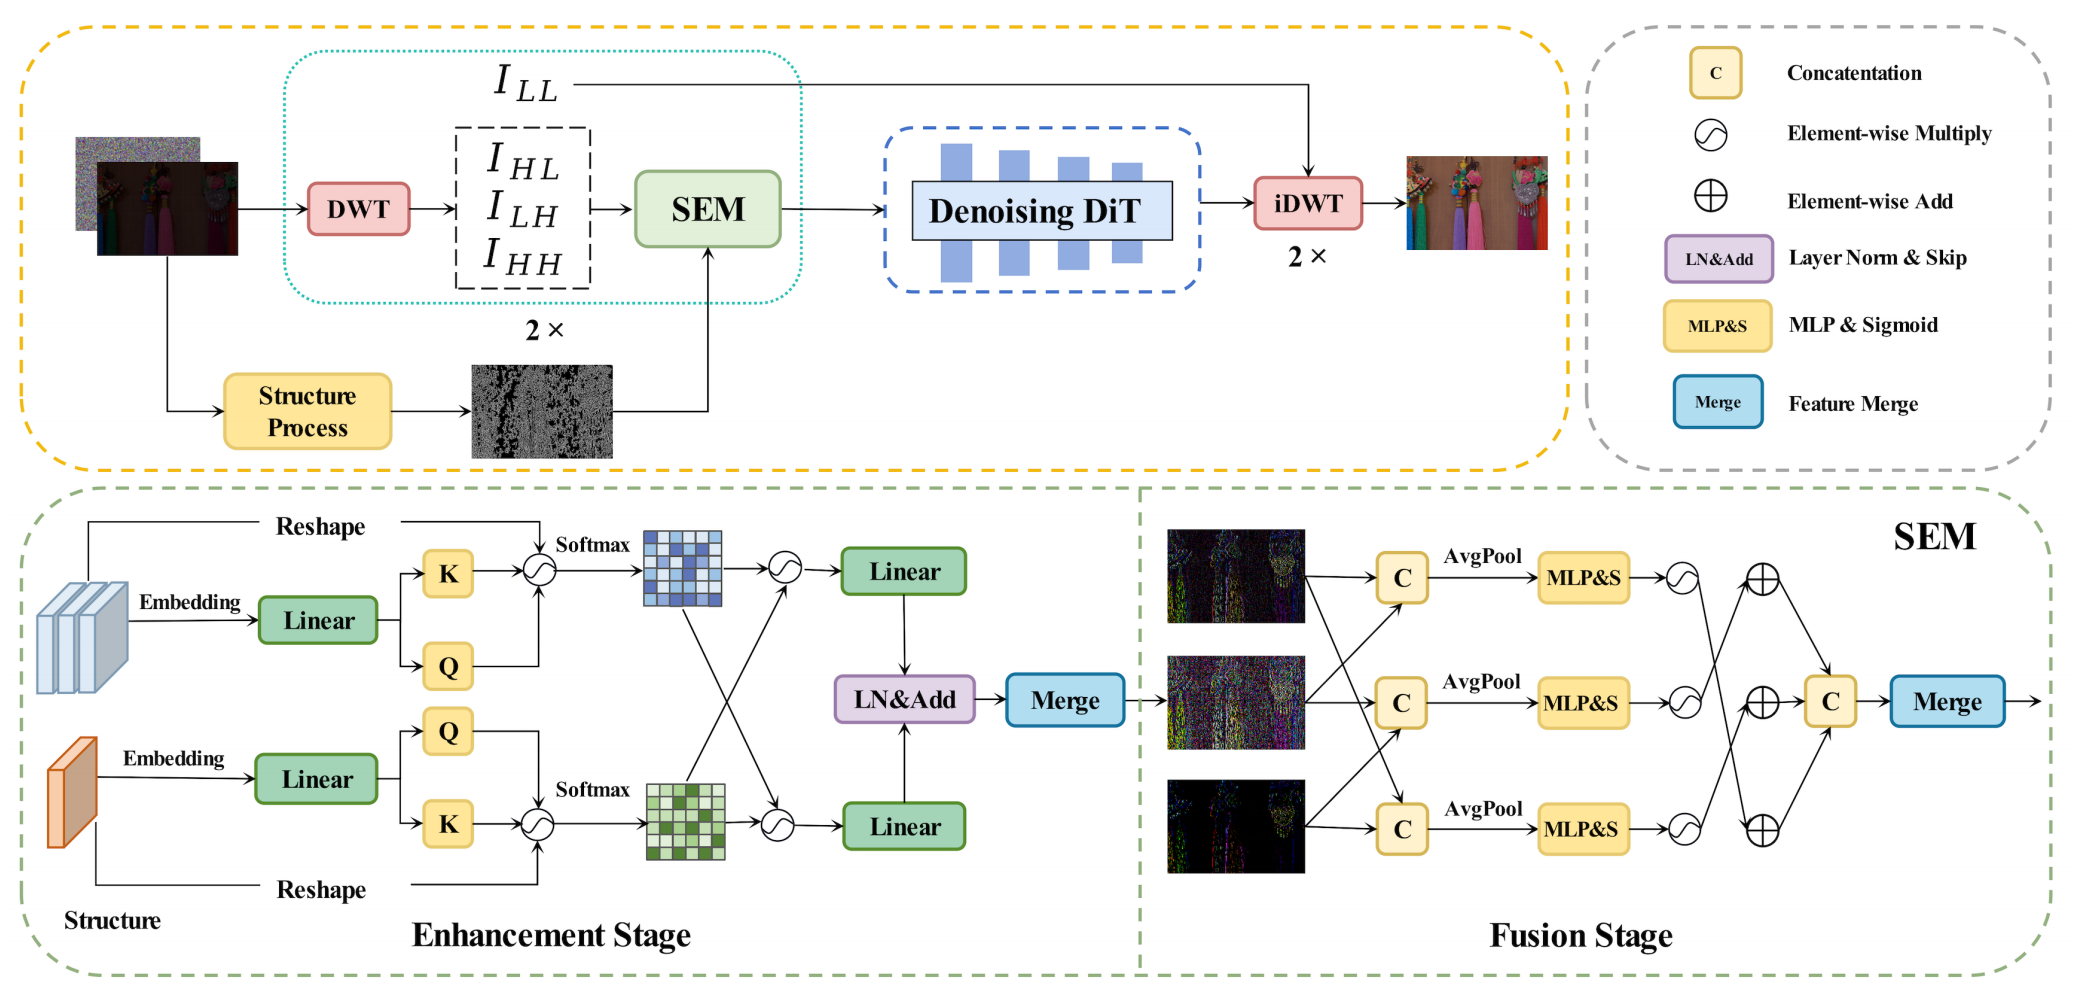 I_{LL}
I_{HL}
I_{LH}
I_{HH}
DWT
SEM
Denoising DiT
iDWT
2 ×
2 ×
Structure
Process
C
Concatentation
Element-wise Multiply
Element-wise Add
LN&Add
Layer Norm & Skip
MLP&S
MLP & Sigmoid
Merge
Feature Merge
Reshape
Embedding
Linear
K
Q
Softmax
Linear
LN&Add
Merge
Embedding
Linear
Q
K
Softmax
Linear
Reshape
Structure
Enhancement Stage
SEM
C
AvgPool
MLP&S
C
AvgPool
MLP&S
C
AvgPool
MLP&S
C
Merge
Fusion Stage